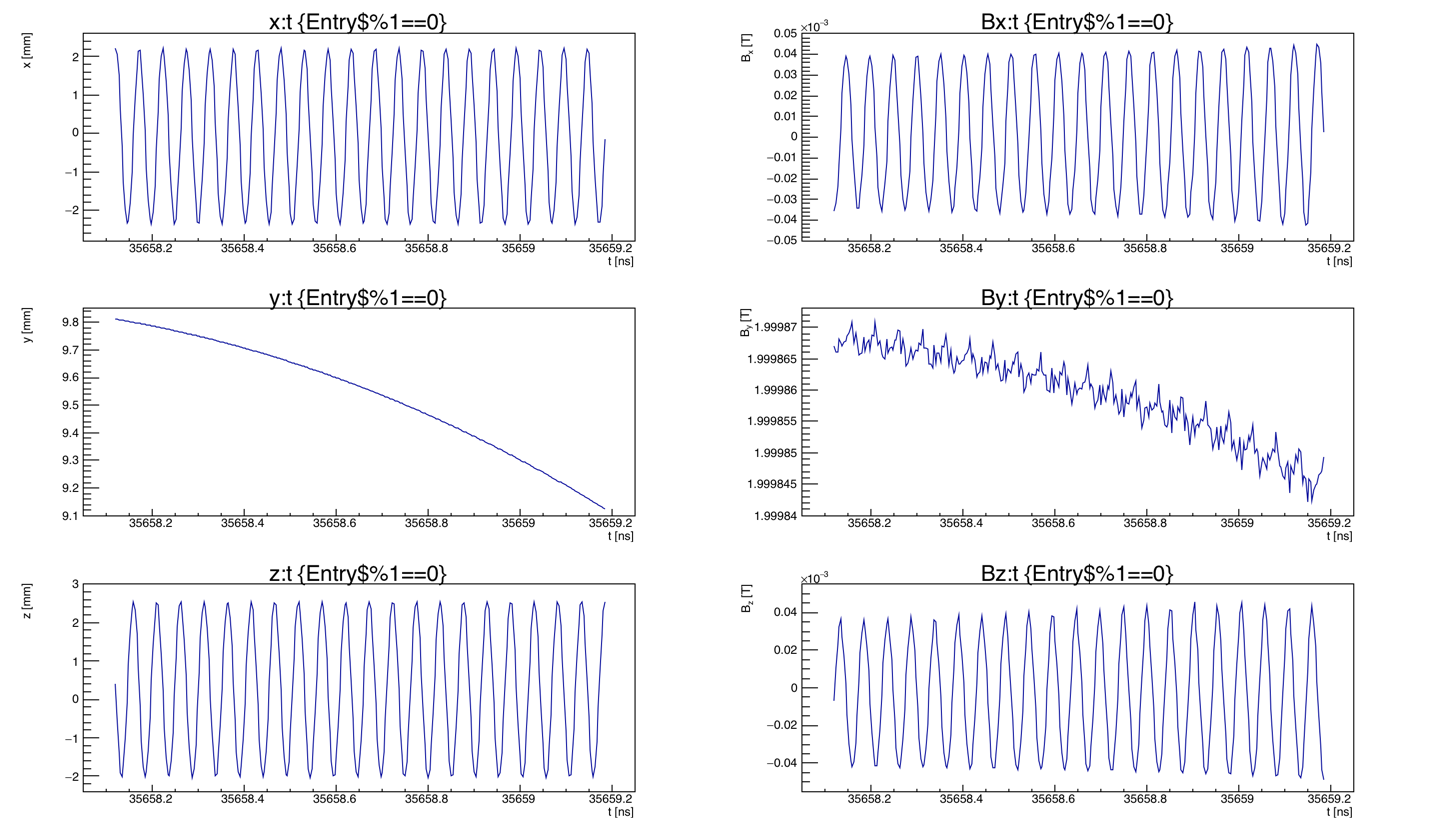 x:t {Entry$%1==0}
x [mm]
2
1
0
−1
−2
35658.2 35658.4 35658.6 35658.8 35659 35659.2
t [ns]
Bx:t {Entry$%1==0}
×10⁻³
Bₓ [T]
0.05
0.04
0.03
0.02
0.01
0
−0.01
−0.02
−0.03
−0.04
−0.05
35658.2 35658.4 35658.6 35658.8 35659 35659.2
t [ns]
y:t {Entry$%1==0}
y [mm]
9.8
9.7
9.6
9.5
9.4
9.3
9.2
9.1
35658.2 35658.4 35658.6 35658.8 35659 35659.2
t [ns]
By:t {Entry$%1==0}
By [T]
1.99987
1.999865
1.99986
1.999855
1.99985
1.999845
1.99984
35658.2 35658.4 35658.6 35658.8 35659 35659.2
t [ns]
z:t {Entry$%1==0}
z [mm]
3
2
1
0
−1
−2
35658.2 35658.4 35658.6 35658.8 35659 35659.2
t [ns]
Bz:t {Entry$%1==0}
×10⁻³
Bz [T]
0.04
0.02
0
−0.02
−0.04
35658.2 35658.4 35658.6 35658.8 35659 35659.2
t [ns]